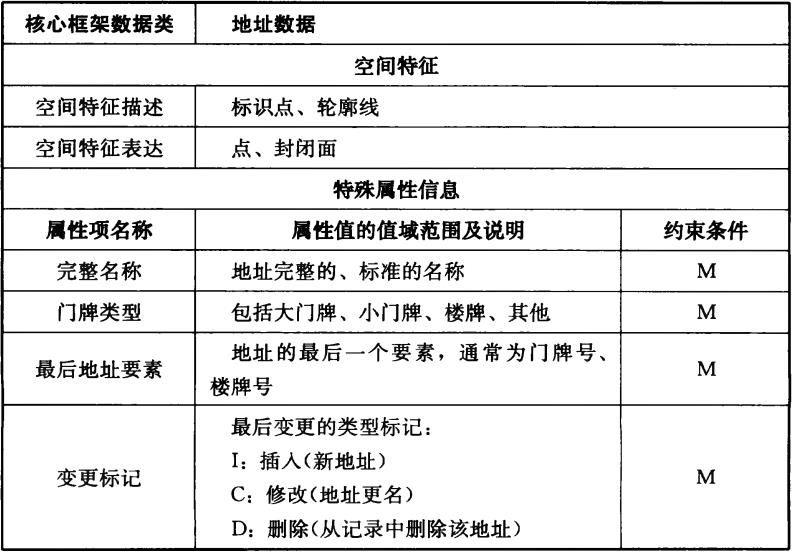 核心框架数据类 地址数据
空间特征
空间特征描述 标识点、轮廓线
空间特征表达 点、封闭面
特殊属性信息
属性项名称 属性值的值域范围及说明 约束条件
完整名称 地址完整的、标准的名称 M
门牌类型 包括大门牌、小门牌、楼牌、其他 M
最后地址要素 地址的最后一个要素，通常为门牌号、
楼牌号 M
变更标记 最后变更的类型标记：
I：插入(新地址)
C：修改(地址更名)
D：删除(从记录中删除该地址) M